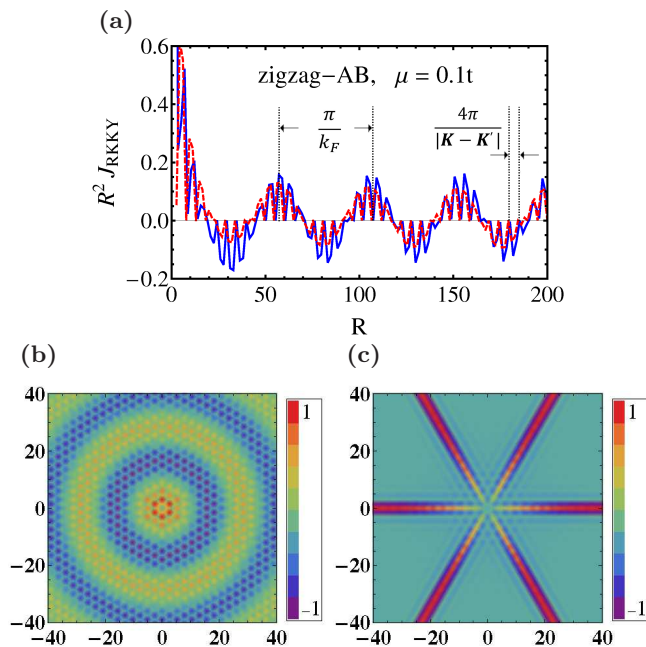 (a)
zigzag−AB, μ = 0.1t
π
k_F
4π
|K − K′|
R² J_RKKY
0.6
0.4
0.2
0.0
−0.2
0 50 100 150 200
R
(b) (c)
40 40
20 20
0 0
−20 −20
−40 −40
−40 −20 0 20 40 −40 −20 0 20 40
1 1
−1 −1